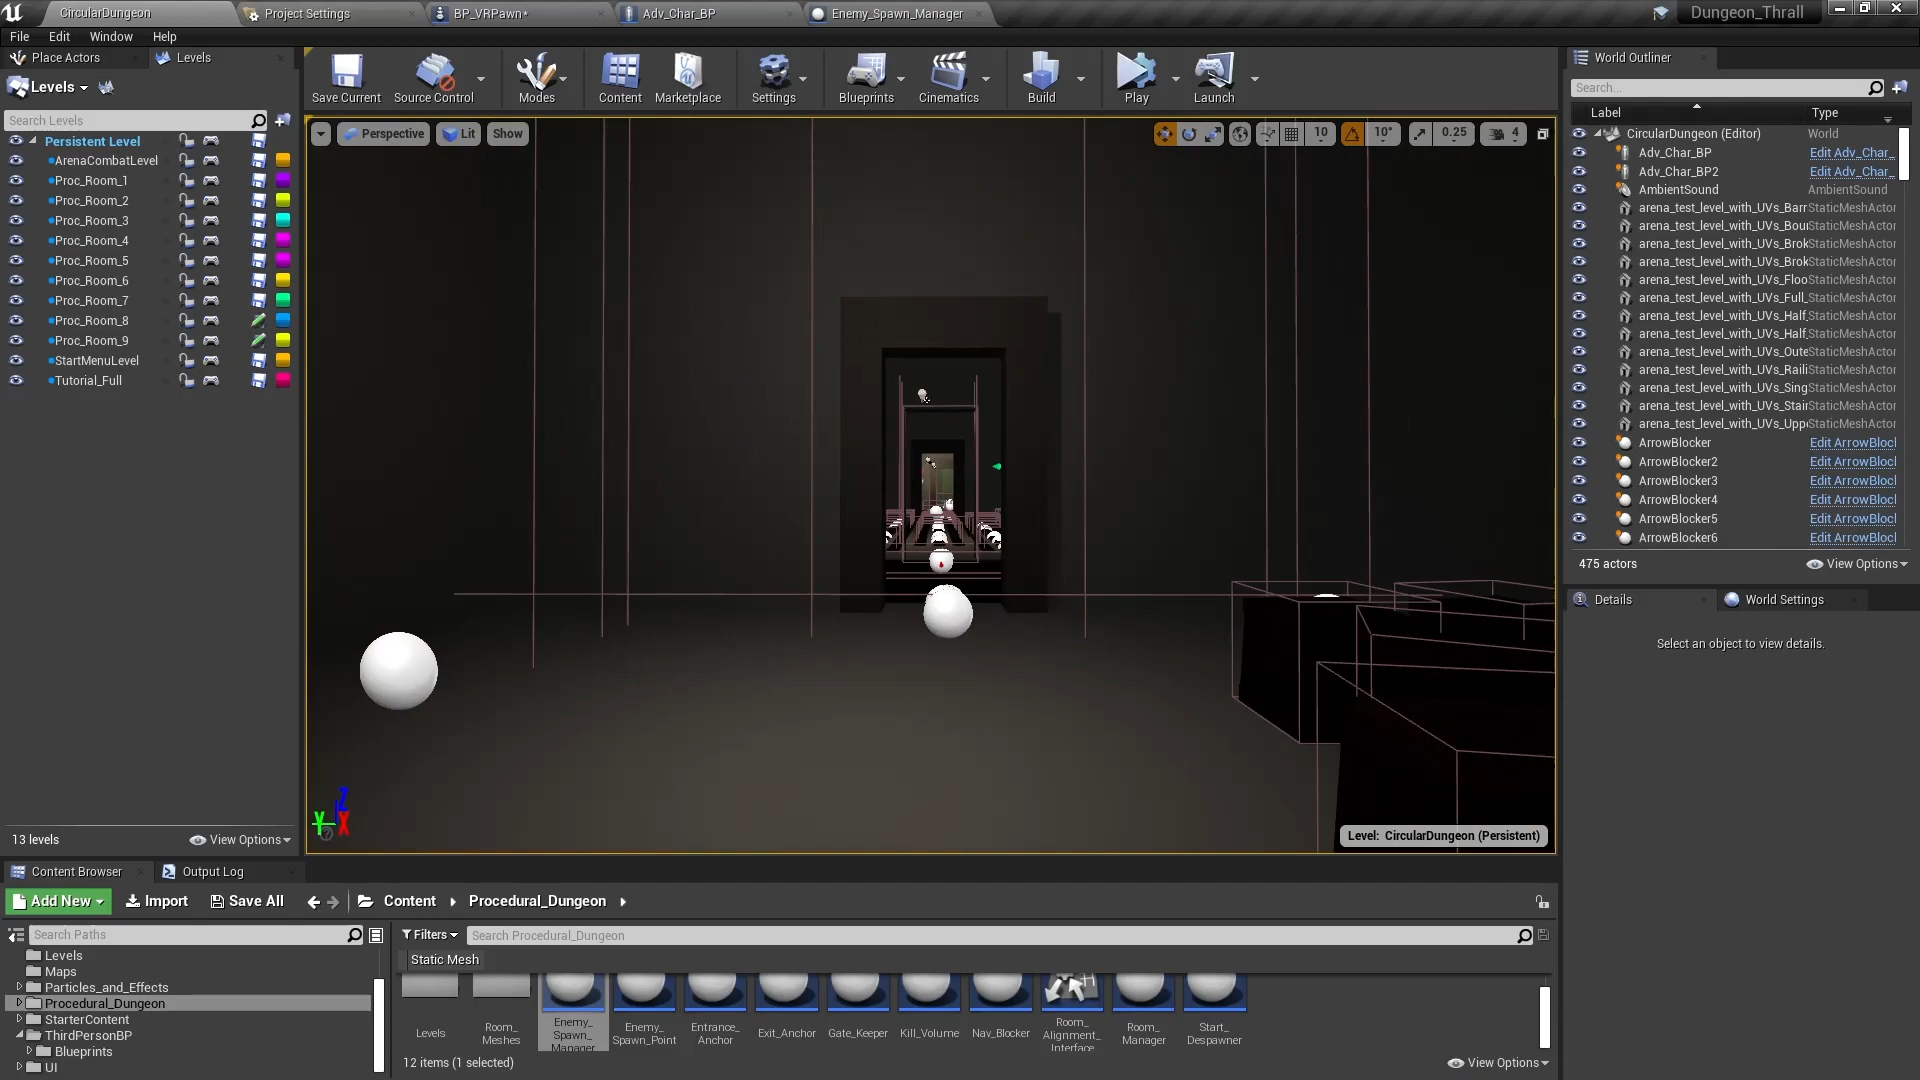 CircularDungeon
Project Settings
BP_VRPawn*
Adv_Char_BP
Enemy_Spawn_Manager
Dungeon_Thrall
File Edit Window Help
Place Actors
Levels
World Outliner
Levels
Search Levels
Persistent Level
ArenaCombatLevel
Proc_Room_1
Proc_Room_2
Proc_Room_3
Proc_Room_4
Proc_Room_5
Proc_Room_6
Proc_Room_7
Proc_Room_8
Proc_Room_9
StartMenuLevel
Tutorial_Full
13 levels
View Options
Save Current
Source Control
Modes
Content
Marketplace
Settings
Blueprints
Cinematics
Build
Play
Launch
Perspective
Lit
Show
10
10°
0.25
4
Z
Y X
Level: CircularDungeon (Persistent)
Search...
Label Type
CircularDungeon (Editor) World
Adv_Char_BP Edit Adv_Char_
Adv_Char_BP2 Edit Adv_Char_
AmbientSound AmbientSound
arena_test_level_with_UVs_Barr StaticMeshActor
arena_test_level_with_UVs_Bour StaticMeshActor
arena_test_level_with_UVs_Brok StaticMeshActor
arena_test_level_with_UVs_Brok StaticMeshActor
arena_test_level_with_UVs_Floo StaticMeshActor
arena_test_level_with_UVs_Full_ StaticMeshActor
arena_test_level_with_UVs_Half_ StaticMeshActor
arena_test_level_with_UVs_Half_ StaticMeshActor
arena_test_level_with_UVs_Oute StaticMeshActor
arena_test_level_with_UVs_Raili StaticMeshActor
arena_test_level_with_UVs_Sing StaticMeshActor
arena_test_level_with_UVs_Stair StaticMeshActor
arena_test_level_with_UVs_Uppe StaticMeshActor
ArrowBlocker Edit ArrowBlocl
ArrowBlocker2 Edit ArrowBlocl
ArrowBlocker3 Edit ArrowBlocl
ArrowBlocker4 Edit ArrowBlocl
ArrowBlocker5 Edit ArrowBlocl
ArrowBlocker6 Edit ArrowBlocl
475 actors
View Options
Details
World Settings
Select an object to view details.
Content Browser
Output Log
Add New
Import
Save All
Content
Procedural_Dungeon
Search Paths
Levels
Maps
Particles_and_Effects
Procedural_Dungeon
StarterContent
ThirdPersonBP
Blueprints
UI
Filters
Search Procedural_Dungeon
Static Mesh
Levels
Room_
Meshes
Enemy_
Spawn_
Manager
Enemy_
Spawn_Point
Entrance_
Anchor
Exit_Anchor
Gate_Keeper
Kill_Volume
Nav_Blocker
Room_
Alignment_
Interface
Room_
Manager
Start_
Despawner
12 items (1 selected)
View Options